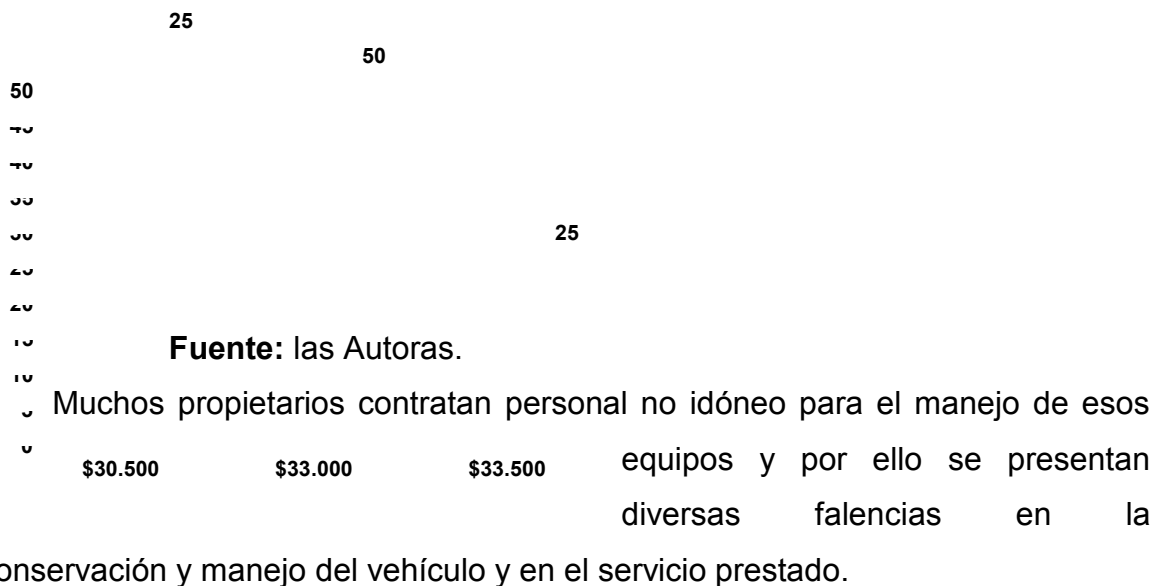 25
50
50
25
Fuente: las Autoras.
Muchos propietarios contratan personal no idóneo para el manejo de esos
$30.500 $33.000 $33.500 equipos y por ello se presentan
diversas falencias en la
onservación y manejo del vehículo y en el servicio prestado.